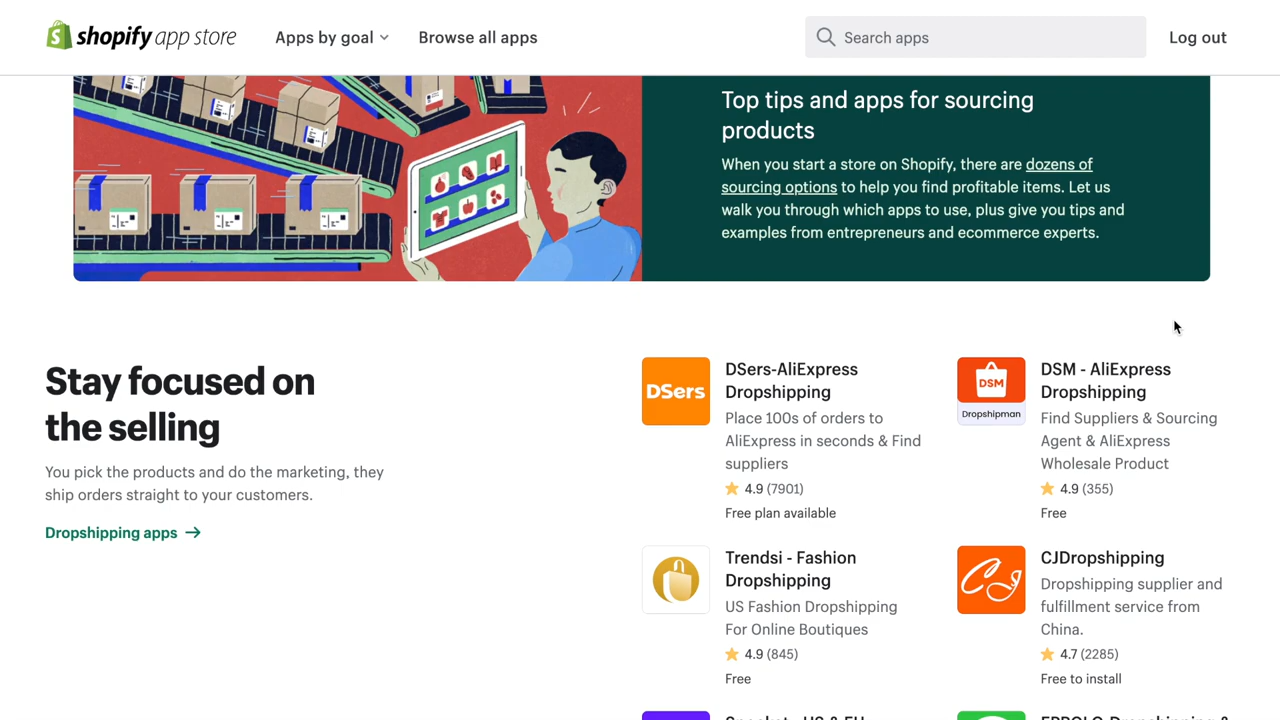 shopify app store
Apps by goal
Browse all apps
Search apps
Log out
Top tips and apps for sourcing
products
When you start a store on Shopify, there are dozens of
sourcing options to help you find profitable items. Let us
walk you through which apps to use, plus give you tips and
examples from entrepreneurs and ecommerce experts.
Stay focused on
the selling
You pick the products and do the marketing, they
ship orders straight to your customers.
Dropshipping apps →
DSers
DSers-AliExpress
Dropshipping
Place 100s of orders to
AliExpress in seconds & Find
suppliers
4.9 (7901)
Free plan available
DSM
Dropshipman
DSM - AliExpress
Dropshipping
Find Suppliers & Sourcing
Agent & AliExpress
Wholesale Product
4.9 (355)
Free
Trendsi - Fashion
Dropshipping
US Fashion Dropshipping
For Online Boutiques
4.9 (845)
Free
CJ
CJDropshipping
Dropshipping supplier and
fulfillment service from
China.
4.7 (2285)
Free to install